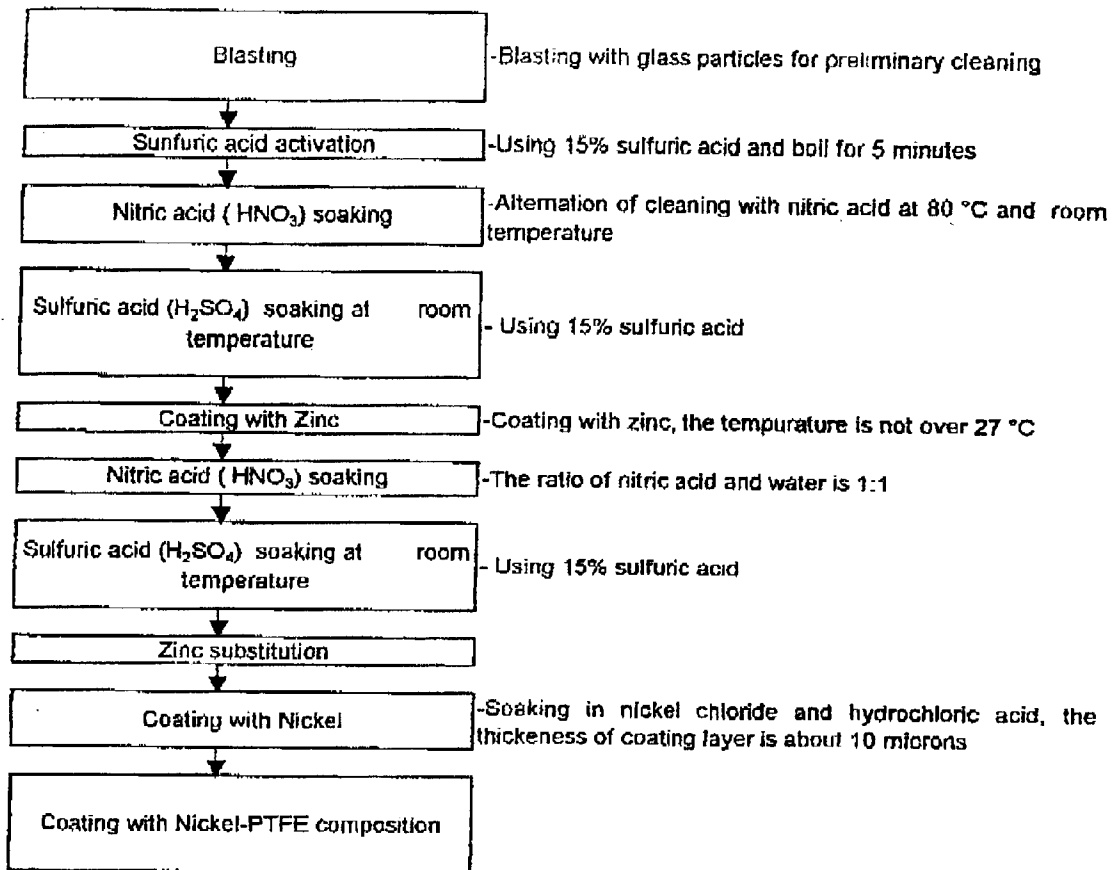 Blasting
-Blasting with glass particles for preliminary cleaning
Sunfuric acid activation
-Using 15% sulfuric acid and boil for 5 minutes
Nitric acid ( HNO₃) soaking
-Alternation of cleaning with nitric acid at 80 °C and room
temperature
Sulfuric acid (H₂SO₄) soaking at room
temperature
- Using 15% sulfuric acid
Coating with Zinc
-Coating with zinc, the tempurature is not over 27 °C
Nitric acid ( HNO₃) soaking
-The ratio of nitric acid and water is 1:1
Sulfuric acid (H₂SO₄) soaking at room
temperature
- Using 15% sulfuric acid
Zinc substitution
Coating with Nickel
-Soaking in nickel chloride and hydrochloric acid, the
thickeness of coating layer is about 10 microns
Coating with Nickel-PTFE composition